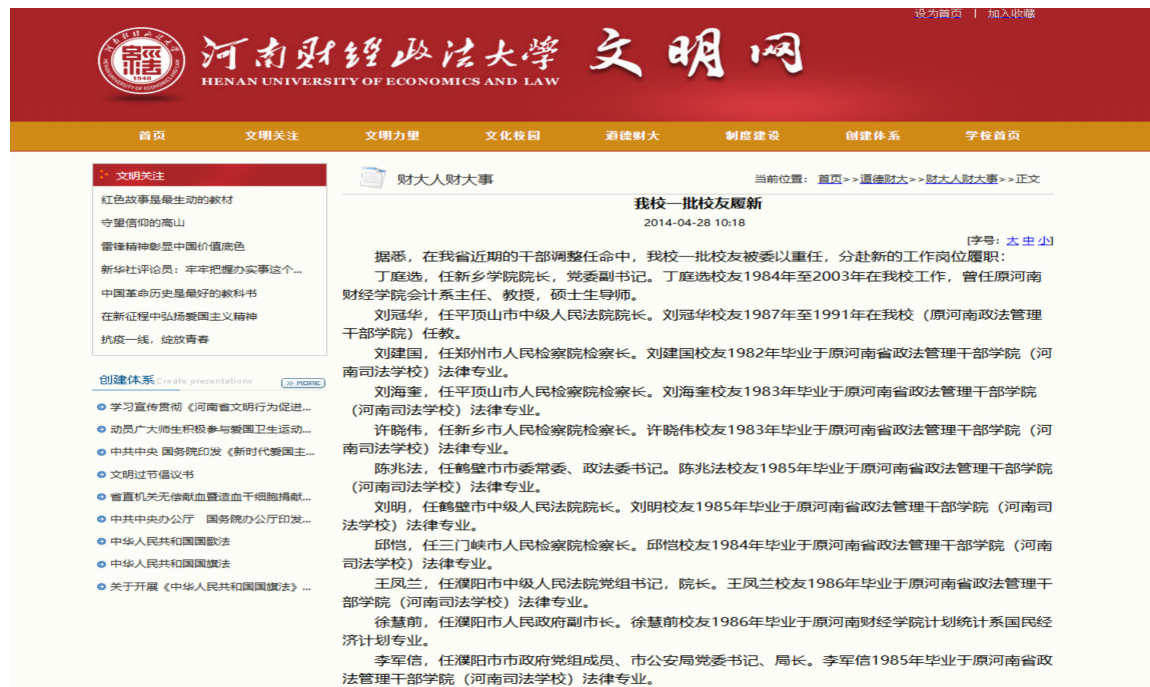 设为首页 | 加入收藏
河南财经政法大学 文明网
HENAN UNIVERSITY OF ECONOMICS AND LAW
首页 文明关注 文明力量 文化校园 道德财大 制度建设 创建体系 学校首页
文明关注
红色故事是最生动的教材
守望信仰的高山
雷锋精神彰显中国价值底色
新华社评论员：牢牢把握办实事这个...
中国革命历史是最好的教科书
在新征程中弘扬爱国主义精神
抗疫一线，绽放青春
创建体系 Create presentations >> MORE
学习宣传贯彻《河南省文明行为促进...
动员广大师生积极参与爱国卫生运动...
中共中央 国务院印发《新时代爱国主...
文明过节倡议书
省直机关无偿献血暨造血干细胞捐献...
中共中央办公厅 国务院办公厅印发...
中华人民共和国国歌法
中华人民共和国国旗法
关于开展《中华人民共和国国旗法》...
财大人财大事
当前位置： 首页>>道德财大>>财大人财大事>>正文
我校一批校友履新
2014-04-28 10:18
[字号： 大 中 小]
据悉，在我省近期的干部调整任命中，我校一批校友被委以重任，分赴新的工作岗位履职：
丁庭选，任新乡学院院长，党委副书记。丁庭选校友1984年至2003年在我校工作，曾任原河南
财经学院会计系主任、教授，硕士生导师。
刘冠华，任平顶山市中级人民法院院长。刘冠华校友1987年至1991年在我校（原河南政法管理
干部学院）任教。
刘建国，任郑州市人民检察院检察长。刘建国校友1982年毕业于原河南省政法管理干部学院（河
南司法学校）法律专业。
刘海奎，任平顶山市人民检察院检察长。刘海奎校友1983年毕业于原河南省政法管理干部学院
（河南司法学校）法律专业。
许晓伟，任新乡市人民检察院检察长。许晓伟校友1983年毕业于原河南省政法管理干部学院（河
南司法学校）法律专业。
陈兆法，任鹤壁市市委常委、政法委书记。陈兆法校友1985年毕业于原河南省政法管理干部学院
（河南司法学校）法律专业。
刘明，任鹤壁市中级人民法院院长。刘明校友1985年毕业于原河南省政法管理干部学院（河南司
法学校）法律专业。
邱恺，任三门峡市人民检察院检察长。邱恺校友1984年毕业于原河南省政法管理干部学院（河南
司法学校）法律专业。
王凤兰，任濮阳市中级人民法院党组书记，院长。王凤兰校友1986年毕业于原河南省政法管理干
部学院（河南司法学校）法律专业。
徐慧前，任濮阳市人民政府副市长。徐慧前校友1986年毕业于原河南财经学院计划统计系国民经
济计划专业。
李军信，任濮阳市市政府党组成员、市公安局党委书记、局长。李军信1985年毕业于原河南省政
法管理干部学院（河南司法学校）法律专业。